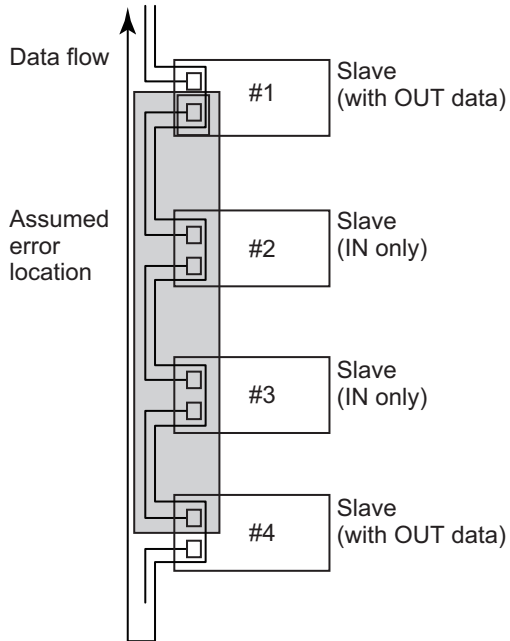 Data flow
#1
Slave
(with OUT data)
Assumed
error
location
#2
Slave
(IN only)
#3
Slave
(IN only)
#4
Slave
(with OUT data)